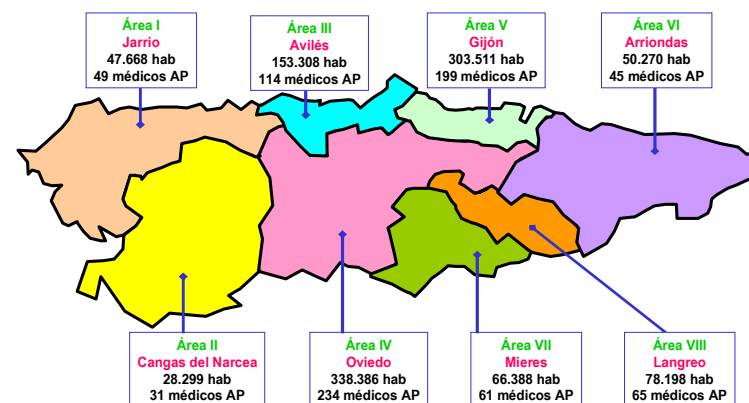 Área I
Jarrio
47.668 hab
49 médicos AP
Área III
Avilés
153.308 hab
114 médicos AP
Área V
Gijón
303.511 hab
199 médicos AP
Área VI
Arriondas
50.270 hab
45 médicos AP
Área II
Cangas del Narcea
28.299 hab
31 médicos AP
Área IV
Oviedo
338.386 hab
234 médicos AP
Área VII
Mieres
66.388 hab
61 médicos AP
Área VIII
Langreo
78.198 hab
65 médicos AP